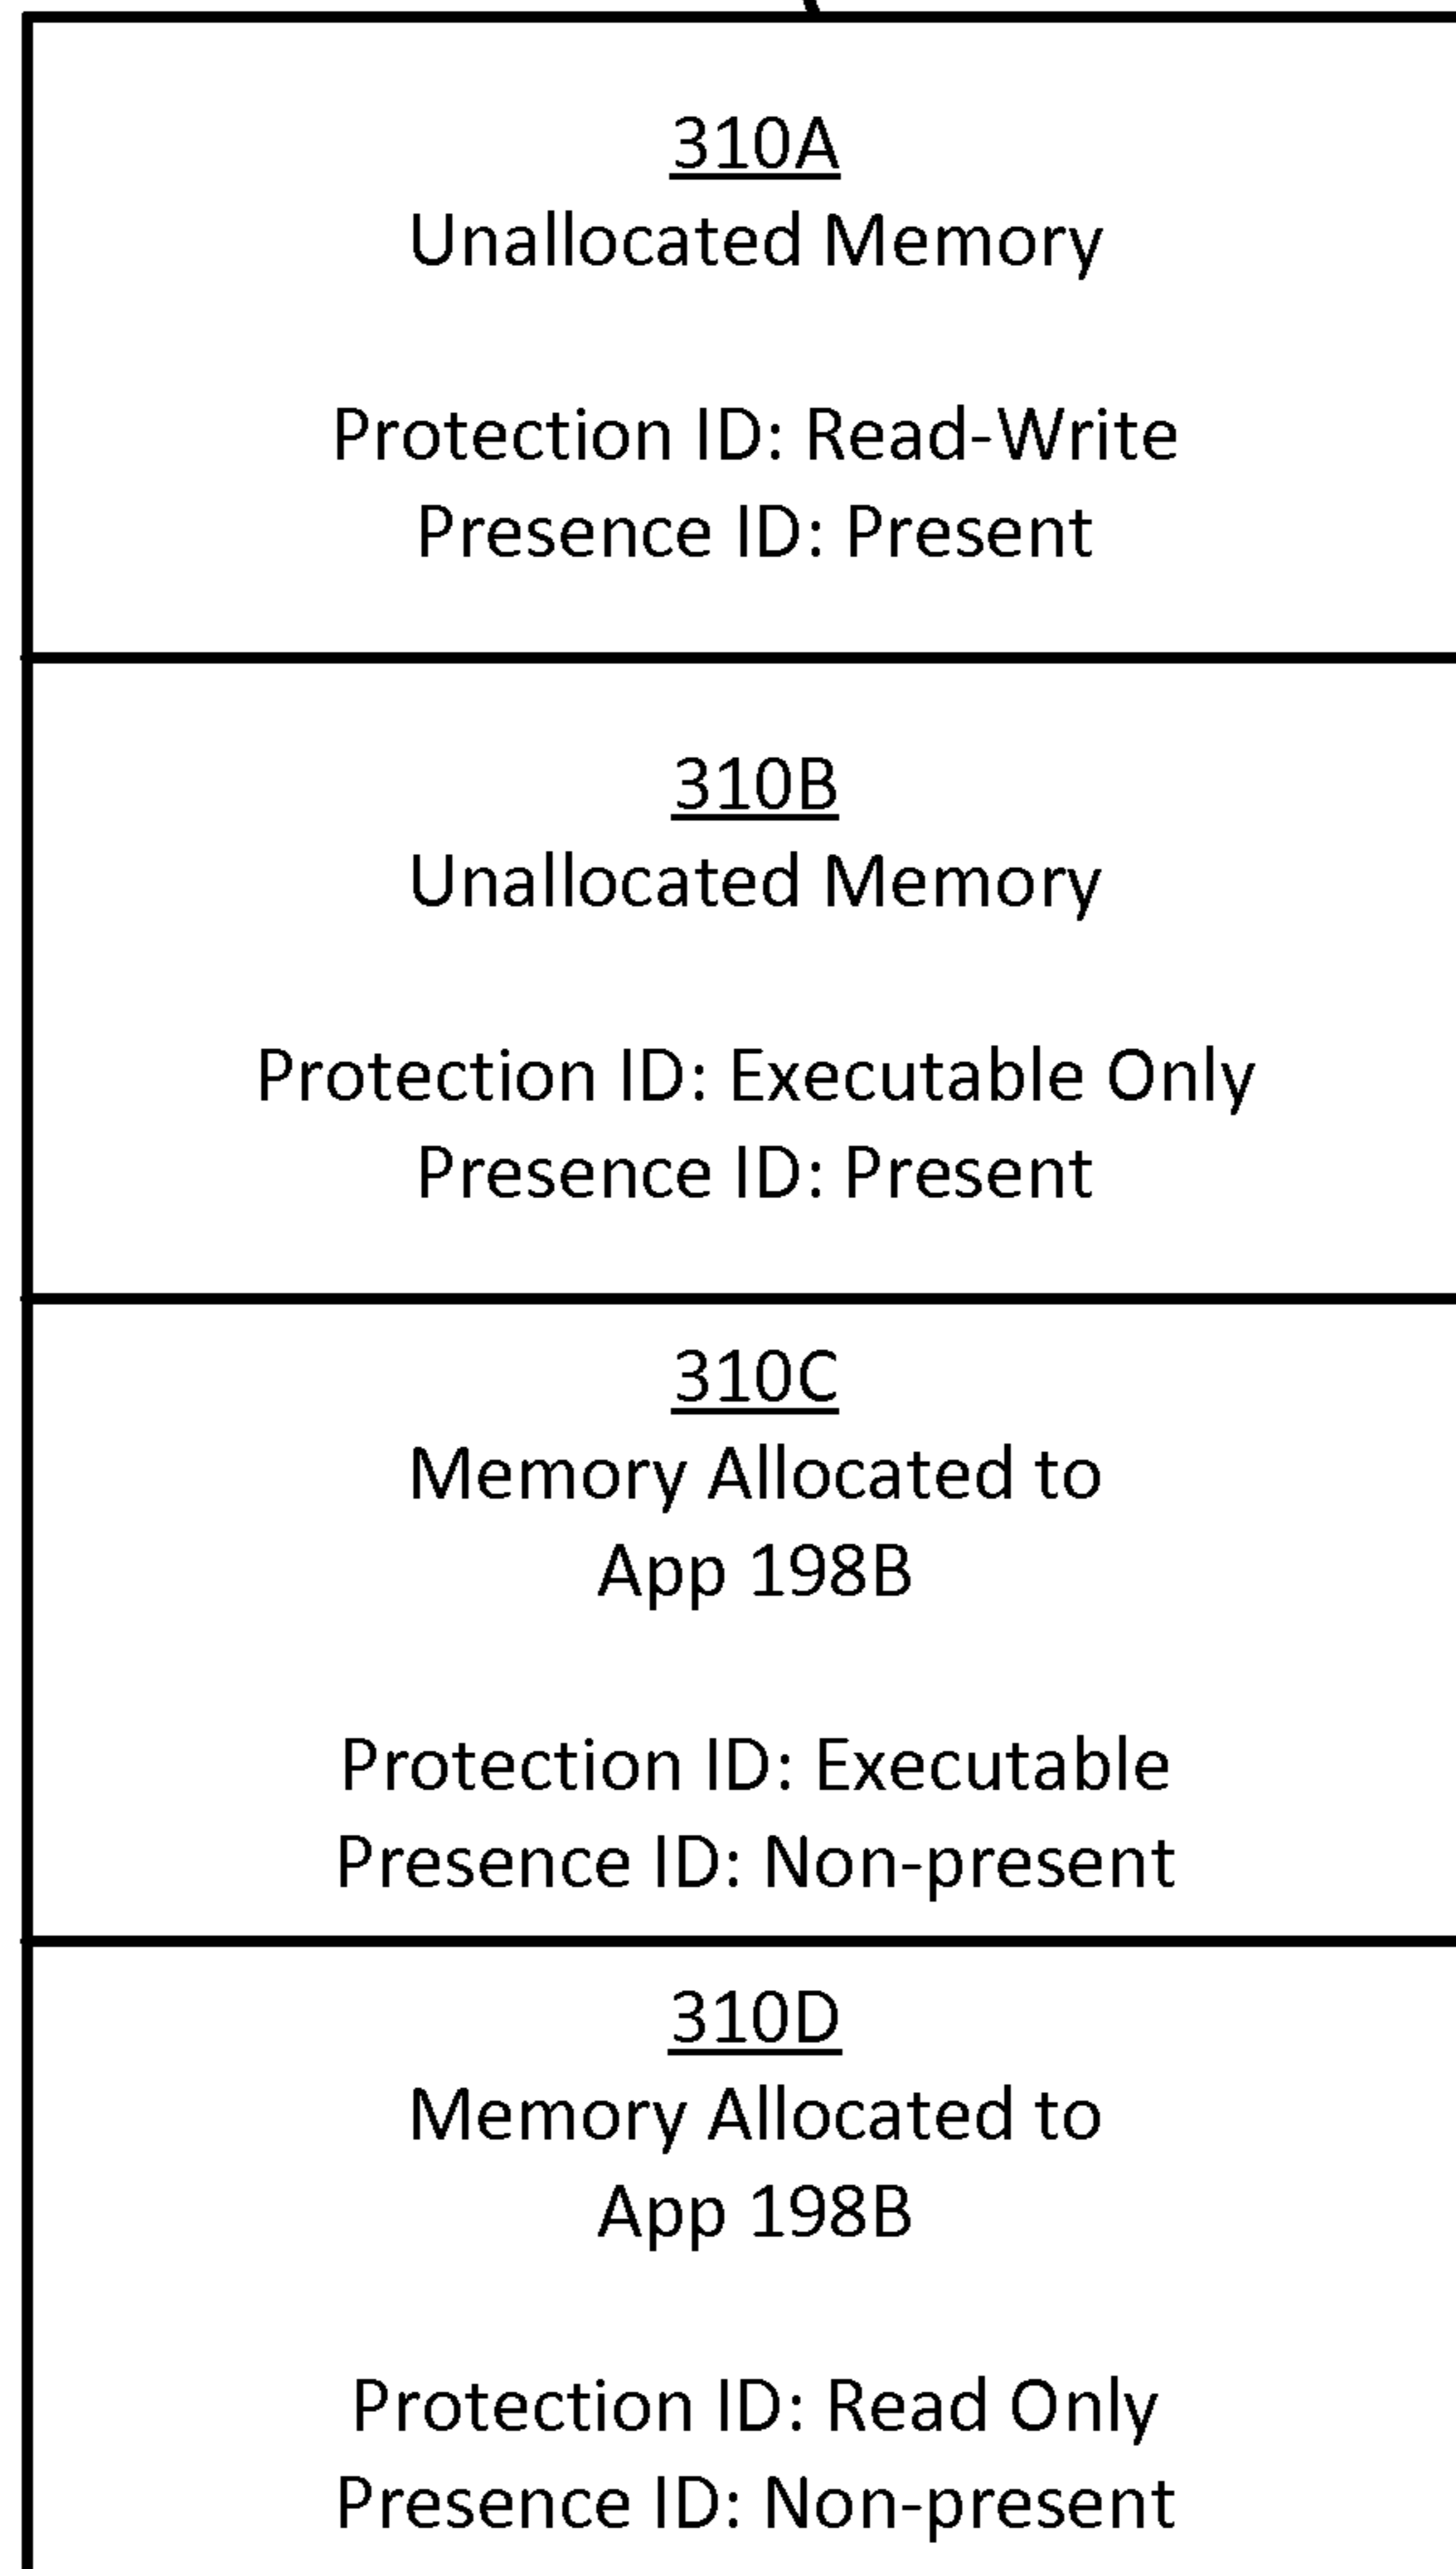 310A
Unallocated Memory
Protection ID: Read-Write
Presence ID: Present
310B
Unallocated Memory
Protection ID: Executable Only
Presence ID: Present
310C
Memory Allocated to
App 198B
Protection ID: Executable
Presence ID: Non-present
310D
Memory Allocated to
App 198B
Protection ID: Read Only
Presence ID: Non-present